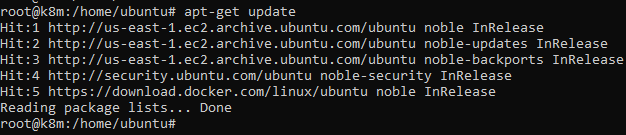 root@k8m:/home/ubuntu# apt-get update
Hit:1 http://us-east-1.ec2.archive.ubuntu.com/ubuntu noble InRelease
Hit:2 http://us-east-1.ec2.archive.ubuntu.com/ubuntu noble-updates InRelease
Hit:3 http://us-east-1.ec2.archive.ubuntu.com/ubuntu noble-backports InRelease
Hit:4 http://security.ubuntu.com/ubuntu noble-security InRelease
Hit:5 https://download.docker.com/linux/ubuntu noble InRelease
Reading package lists... Done
root@k8m:/home/ubuntu#